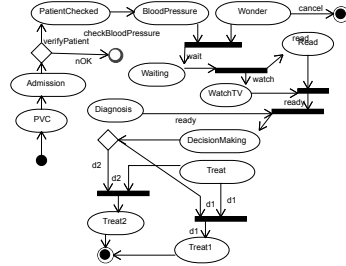 PatientChecked
BloodPressure
Wonder
cancel
verifyPatient
checkBloodPressure
nOK
wait
read
Read
Admission
Waiting
watch
WatchTV
ready
PVC
Diagnosis
ready
DecisionMaking
d2
d2
Treat
d1
d1
Treat2
d1
Treat1